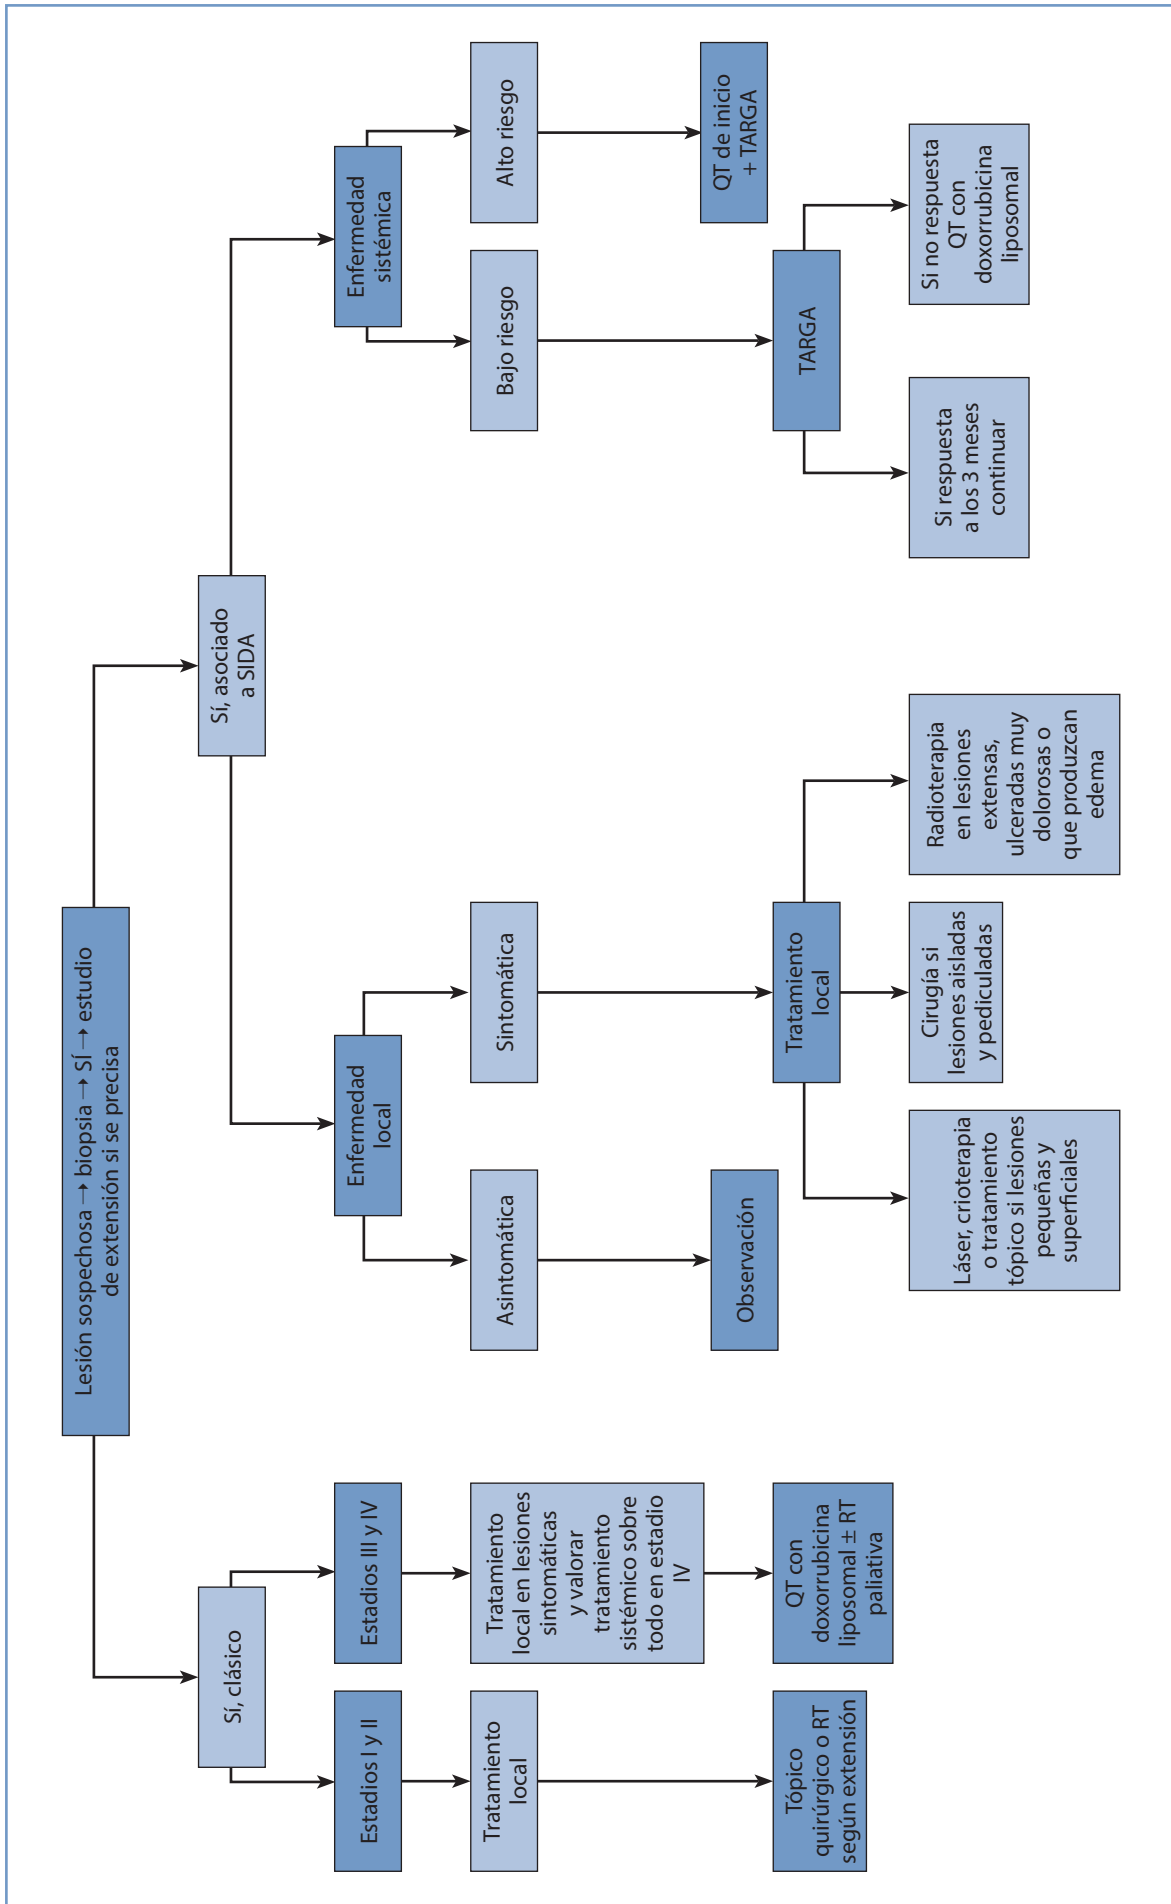 Lesión sospechosa → biopsia → SÍ → estudio
de extensión si se precisa
Sí, clásico
Sí, asociado
a SIDA
Estadios I y II
Estadios III y IV
Enfermedad
local
Enfermedad
sistémica
Tratamiento
local
Tratamiento
local en lesiones
sintomáticas
y valorar
tratamiento
sistémico sobre
todo en estadio
IV
Asintomática
Sintomática
Bajo riesgo
Alto riesgo
Observación
QT de inicio
+ TARGA
Tópico
quirúrgico o RT
según extensión
QT con
doxorrubicina
liposomal ± RT
paliativa
Tratamiento
local
TARGA
Láser, crioterapia
o tratamiento
tópico si lesiones
pequeñas y
superficiales
Cirugía si
lesiones aisladas
y pediculadas
Radioterapia
en lesiones
extensas,
ulceradas muy
dolorosas o
que produzcan
edema
Si respuesta
a los 3 meses
continuar
Si no respuesta
QT con
doxorrubicina
liposomal